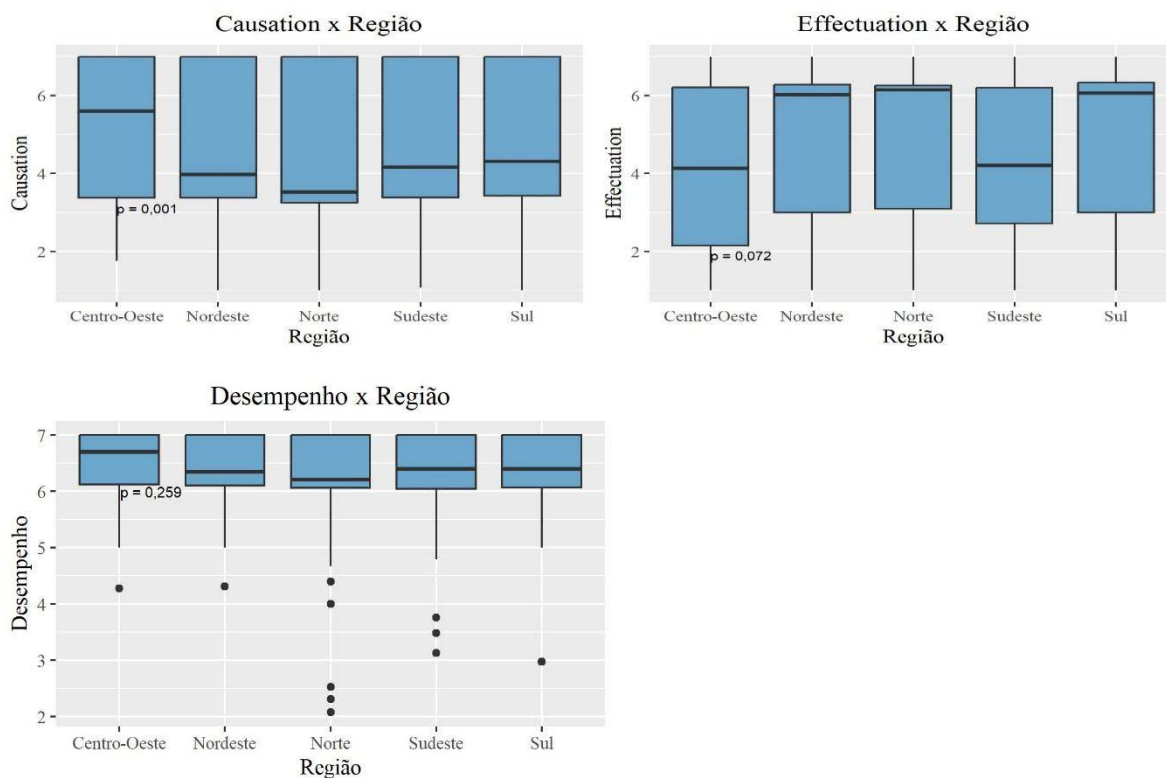 Causation x Região
Causation
6
4
2
p = 0,001
Centro-Oeste Nordeste Norte Sudeste Sul
Região
Effectuation x Região
Effectuation
6
4
2
p = 0,072
Centro-Oeste Nordeste Norte Sudeste Sul
Região
Desempenho x Região
Desempenho
7
6
5
4
3
2
p = 0,259
Centro-Oeste Nordeste Norte Sudeste Sul
Região